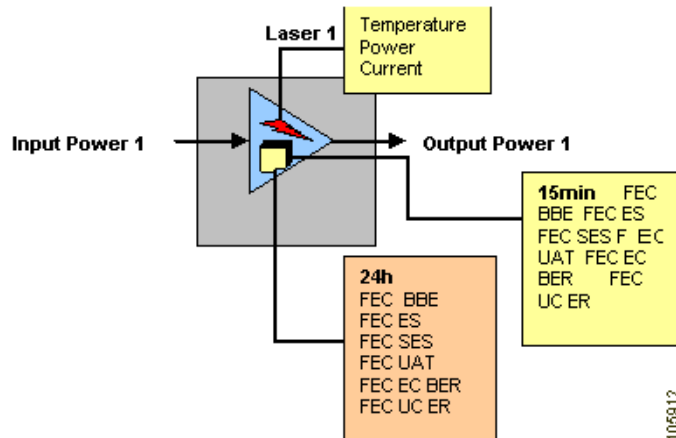 Laser 1
Temperature
Power
Current
Input Power 1
Output Power 1
15min FEC
BBE FEC ES
FEC SES F EC
UAT FEC EC
BER FEC
UC ER
24h
FEC BBE
FEC ES
FEC SES
FEC UAT
FEC EC BER
FEC UC ER
105912